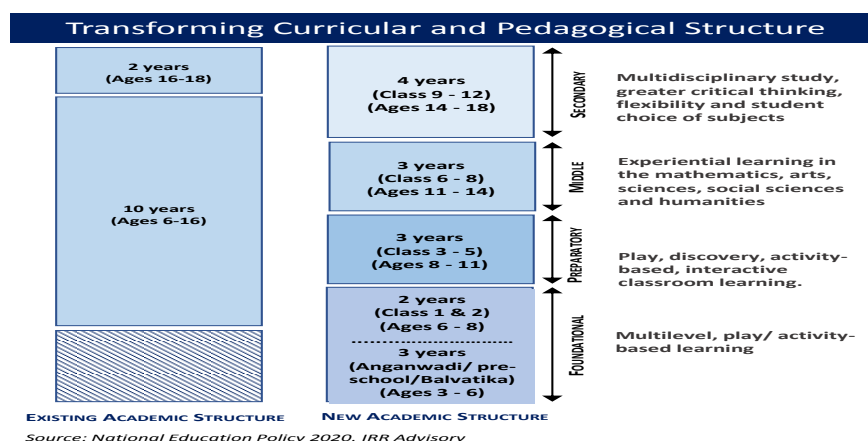 Transforming Curricular and Pedagogical Structure
2 years
(Ages 16-18)
10 years
(Ages 6-16)
EXISTING ACADEMIC STRUCTURE
4 years
(Class 9 - 12)
(Ages 14 - 18)
SECONDARY
Multidisciplinary study,
greater critical thinking,
flexibility and student
choice of subjects
3 years
(Class 6 - 8)
(Ages 11 - 14)
MIDDLE
Experiential learning in
the mathematics, arts,
sciences, social sciences
and humanities
3 years
(Class 3 - 5)
(Ages 8 - 11)
PREPARATORY
Play, discovery, activity-
based, interactive
classroom learning.
2 years
(Class 1 & 2)
(Ages 6 - 8)
3 years
(Anganwadi/ pre-
school/Balvatika)
(Ages 3 - 6)
FOUNDATIONAL
Multilevel, play/ activity-
based learning
NEW ACADEMIC STRUCTURE
Source: National Education Policy 2020, IRR Advisory